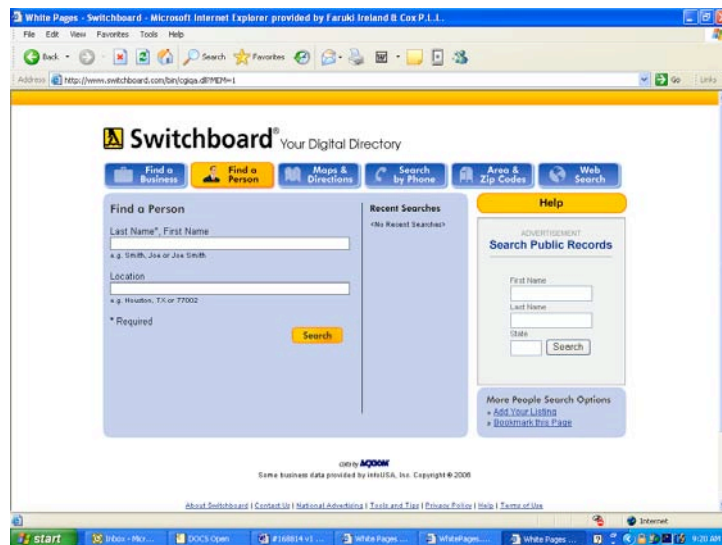 White Pages - Switchboard - Microsoft Internet Explorer provided by Faruki Ireland & Cox P.L.L.
File Edit View Favorites Tools Help
Back Search Favorites
Address http://www.switchboard.com/bin/cgiqa.dll?MEM=1 Go Links
Switchboard® Your Digital Directory
Find a Business Find a Person Maps & Directions Search by Phone Area & Zip Codes Web Search
Find a Person
Last Name*, First Name
e.g. Smith, Joe or Joe Smith
Location
e.g. Houston, TX or 77002
* Required
Search
Recent Searches
<No Recent Searches>
Help
ADVERTISEMENT
Search Public Records
First Name
Last Name
State
Search
More People Search Options
» Add Your Listing
» Bookmark this Page
data by ACXIOM
Some business data provided by infoUSA, Inc. Copyright © 2006
About Switchboard | Contact Us | National Advertising | Tools and Tips | Privacy Policy | Help | Terms of Use
Internet
start Inbox - Micr... DOCS Open #168814 v1 ... White Pages ... WhitePages.... White Pages ... 9:20 AM